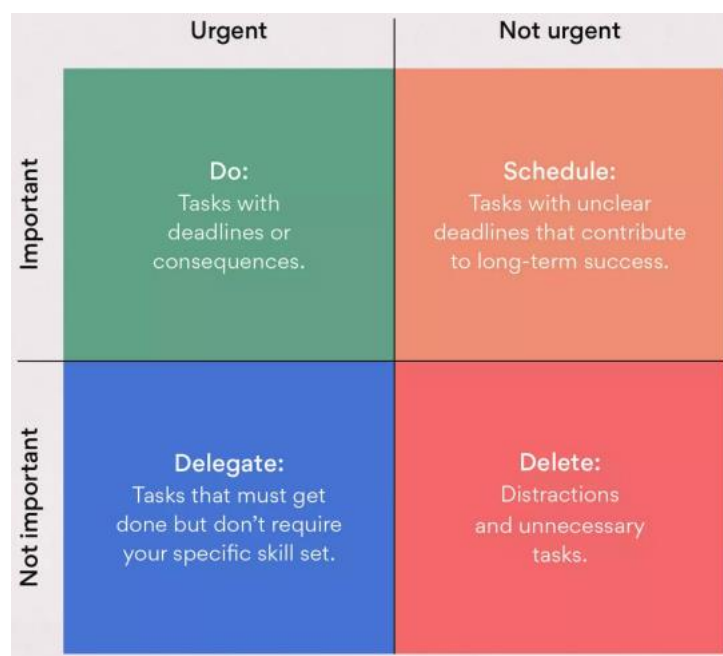 Urgent
Not urgent
Important
Do:
Tasks with
deadlines or
consequences.
Schedule:
Tasks with unclear
deadlines that contribute
to long-term success.
Not important
Delegate:
Tasks that must get
done but don’t require
your specific skill set.
Delete:
Distractions
and unnecessary
tasks.